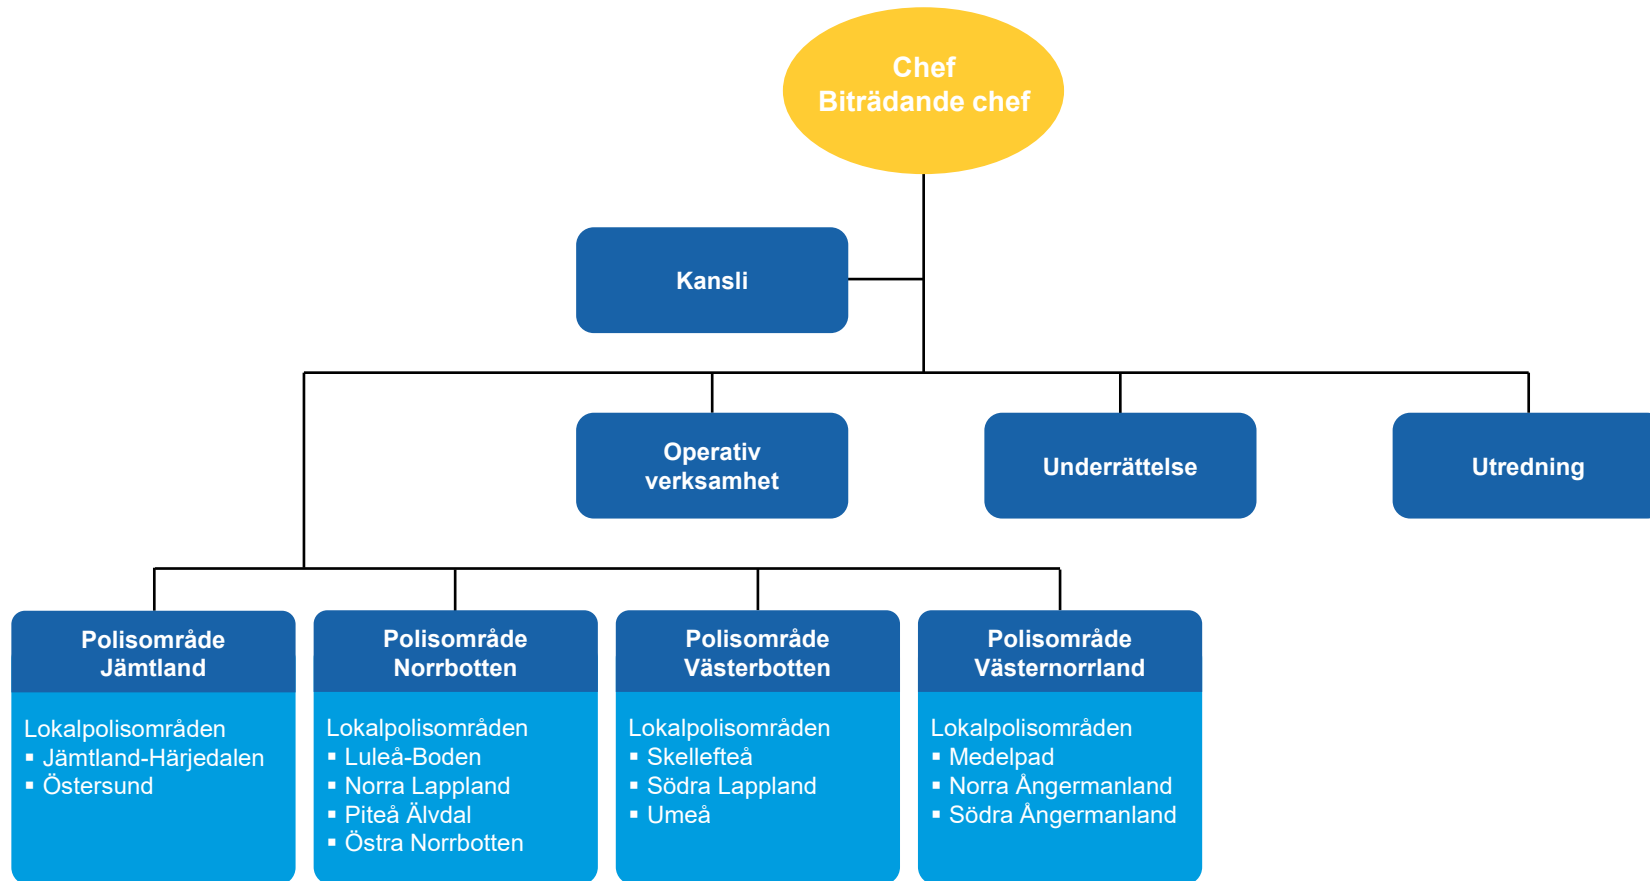 Chef
Biträdande chef
Kansli
Operativ
verksamhet
Underrättelse
Utredning
Polisområde
Jämtland
Lokalpolisområden
▪ Jämtland-Härjedalen
▪ Östersund
Polisområde
Norrbotten
Lokalpolisområden
▪ Luleå-Boden
▪ Norra Lappland
▪ Piteå Älvdal
▪ Östra Norrbotten
Polisområde
Västerbotten
Lokalpolisområden
▪ Skellefteå
▪ Södra Lappland
▪ Umeå
Polisområde
Västernorrland
Lokalpolisområden
▪ Medelpad
▪ Norra Ångermanland
▪ Södra Ångermanland